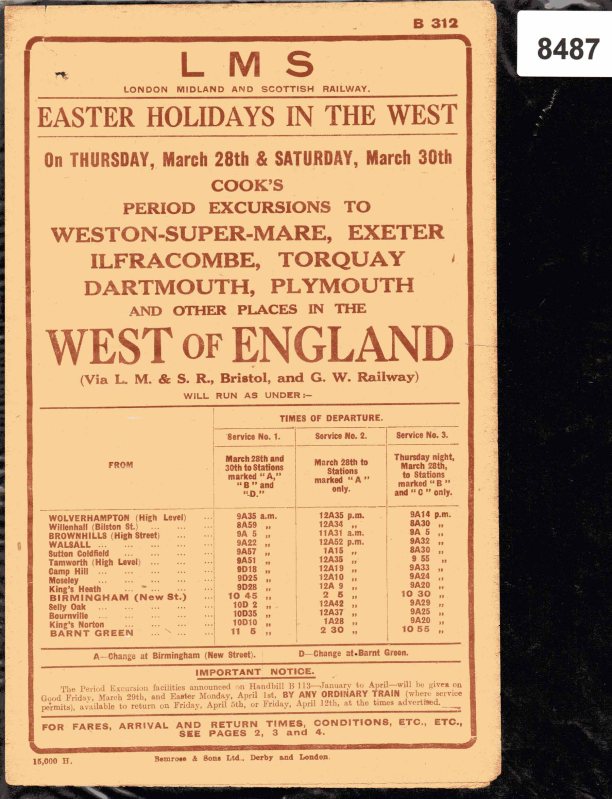 B 312
8487
L M S
LONDON MIDLAND AND SCOTTISH RAILWAY.
EASTER HOLIDAYS IN THE WEST
On THURSDAY, March 28th & SATURDAY, March 30th
COOK'S
PERIOD EXCURSIONS TO
WESTON-SUPER-MARE, EXETER
ILFRACOMBE, TORQUAY
DARTMOUTH, PLYMOUTH
AND OTHER PLACES IN THE
WEST OF ENGLAND
(Via L. M. & S. R., Bristol, and G. W. Railway)
WILL RUN AS UNDER:—
TIMES OF DEPARTURE.
FROM
Service No. 1. Service No. 2. Service No. 3.
March 28th and 30th to Stations marked "A," "B" and "D."
March 28th to Stations marked "A" only.
Thursday night, March 28th, to Stations marked "B" and "C" only.
WOLVERHAMPTON (High Level) ... 9A35 a.m. 12A35 p.m. 9A14 p.m.
Willenhall (Bilston St.) ... ... 8A59 „ 12A34 „ 8A30 „
BROWNHILLS (High Street) ... 9A 5 „ 11A31 a.m. 9A 5 „
WALSALL ... ... ... ... ... 9A22 „ 12A52 p.m. 9A32 „
Sutton Coldfield ... ... ... ... 9A57 „ 1A15 „ 8A30 „
Tamworth (High Level) ... ... 9A51 „ 12A35 „ 9 55 „
Camp Hill ... ... ... ... ... 9D18 „ 12A19 „ 9A33 „
Moseley ... ... ... ... ... 9D25 „ 12A10 „ 9A24 „
King's Heath ... ... ... ... 9D28 „ 12A 9 „ 9A20 „
BIRMINGHAM (New St.) ... 10 45 „ 2 5 „ 10 30 „
Selly Oak ... ... ... ... ... 10D 2 „ 12A42 „ 9A29 „
Bournville ... ... ... ... ... 10D35 „ 12A37 „ 9A25 „
King's Norton ... ... ... ... 10D10 „ 1A28 „ 9A20 „
BARNT GREEN ... ... ... 11 5 „ 2 30 „ 10 55 „
A—Change at Birmingham (New Street). D—Change at Barnt Green.
IMPORTANT NOTICE.
The Period Excursion facilities announced on Handbill B 113—January to April—will be given on
Good Friday, March 29th, and Easter Monday, April 1st, BY ANY ORDINARY TRAIN (where service
permits), available to return on Friday, April 5th, or Friday, April 12th, at the times advertised.
FOR FARES, ARRIVAL AND RETURN TIMES, CONDITIONS, ETC., ETC.,
SEE PAGES 2, 3 and 4.
15,000 H.
Bemrose & Sons Ltd., Derby and London.